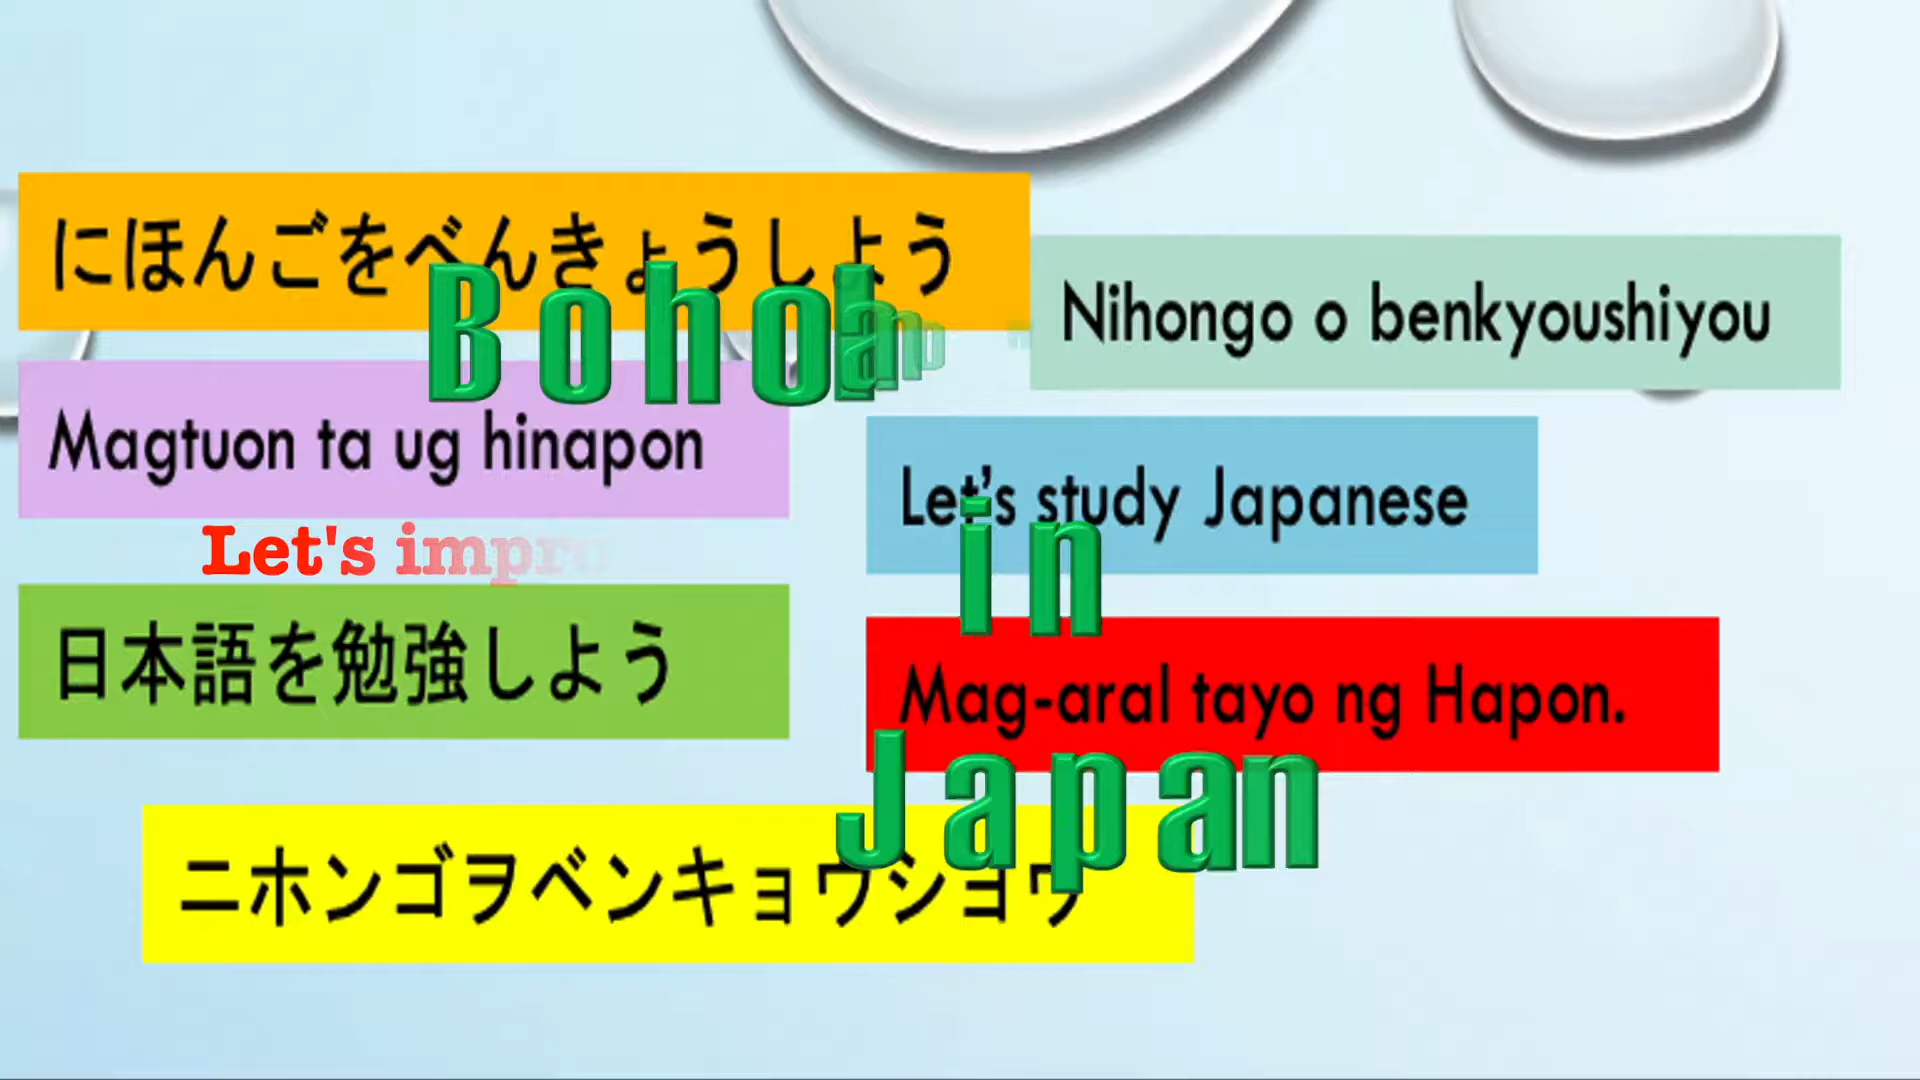 にほんごをべんきょうしよう
Nihongo o benkyoushiyou
Magtuon ta ug hinapon
Let's study Japanese
Let's
日本語を勉強しよう
Mag-aral tayo ng Hapon.
ニホンゴヲベンキョウシヨウ
in
Japan